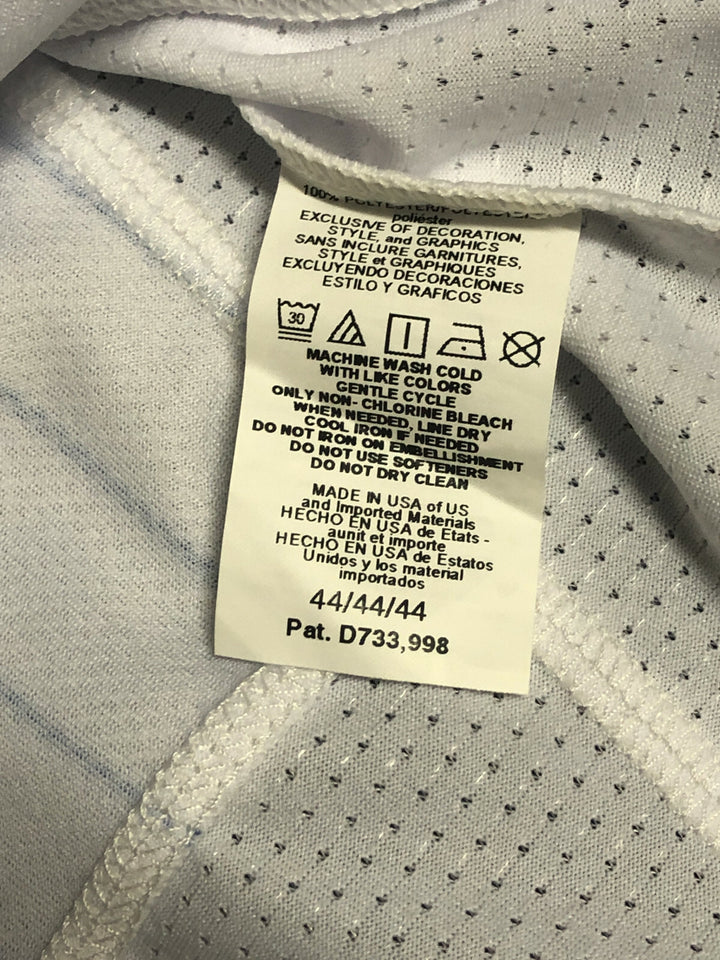 100% POLYESTER/POLYESTER/
poliéster
EXCLUSIVE OF DECORATION,
STYLE, and GRAPHICS
SANS INCLURE GARNITURES,
STYLE et GRAPHIQUES
EXCLUYENDO DECORACIONES
ESTILO Y GRAFICOS
30
MACHINE WASH COLD
WITH LIKE COLORS
GENTLE CYCLE
ONLY NON- CHLORINE BLEACH
WHEN NEEDED, LINE DRY
COOL IRON IF NEEDED
DO NOT IRON ON EMBELLISHMENT
DO NOT USE SOFTENERS
DO NOT DRY CLEAN
MADE IN USA of US
and Imported Materials
HECHO EN USA de Etats -
aunit et importe
HECHO EN USA de Estatos
Unidos y los material
importados
44/44/44
Pat. D733,998